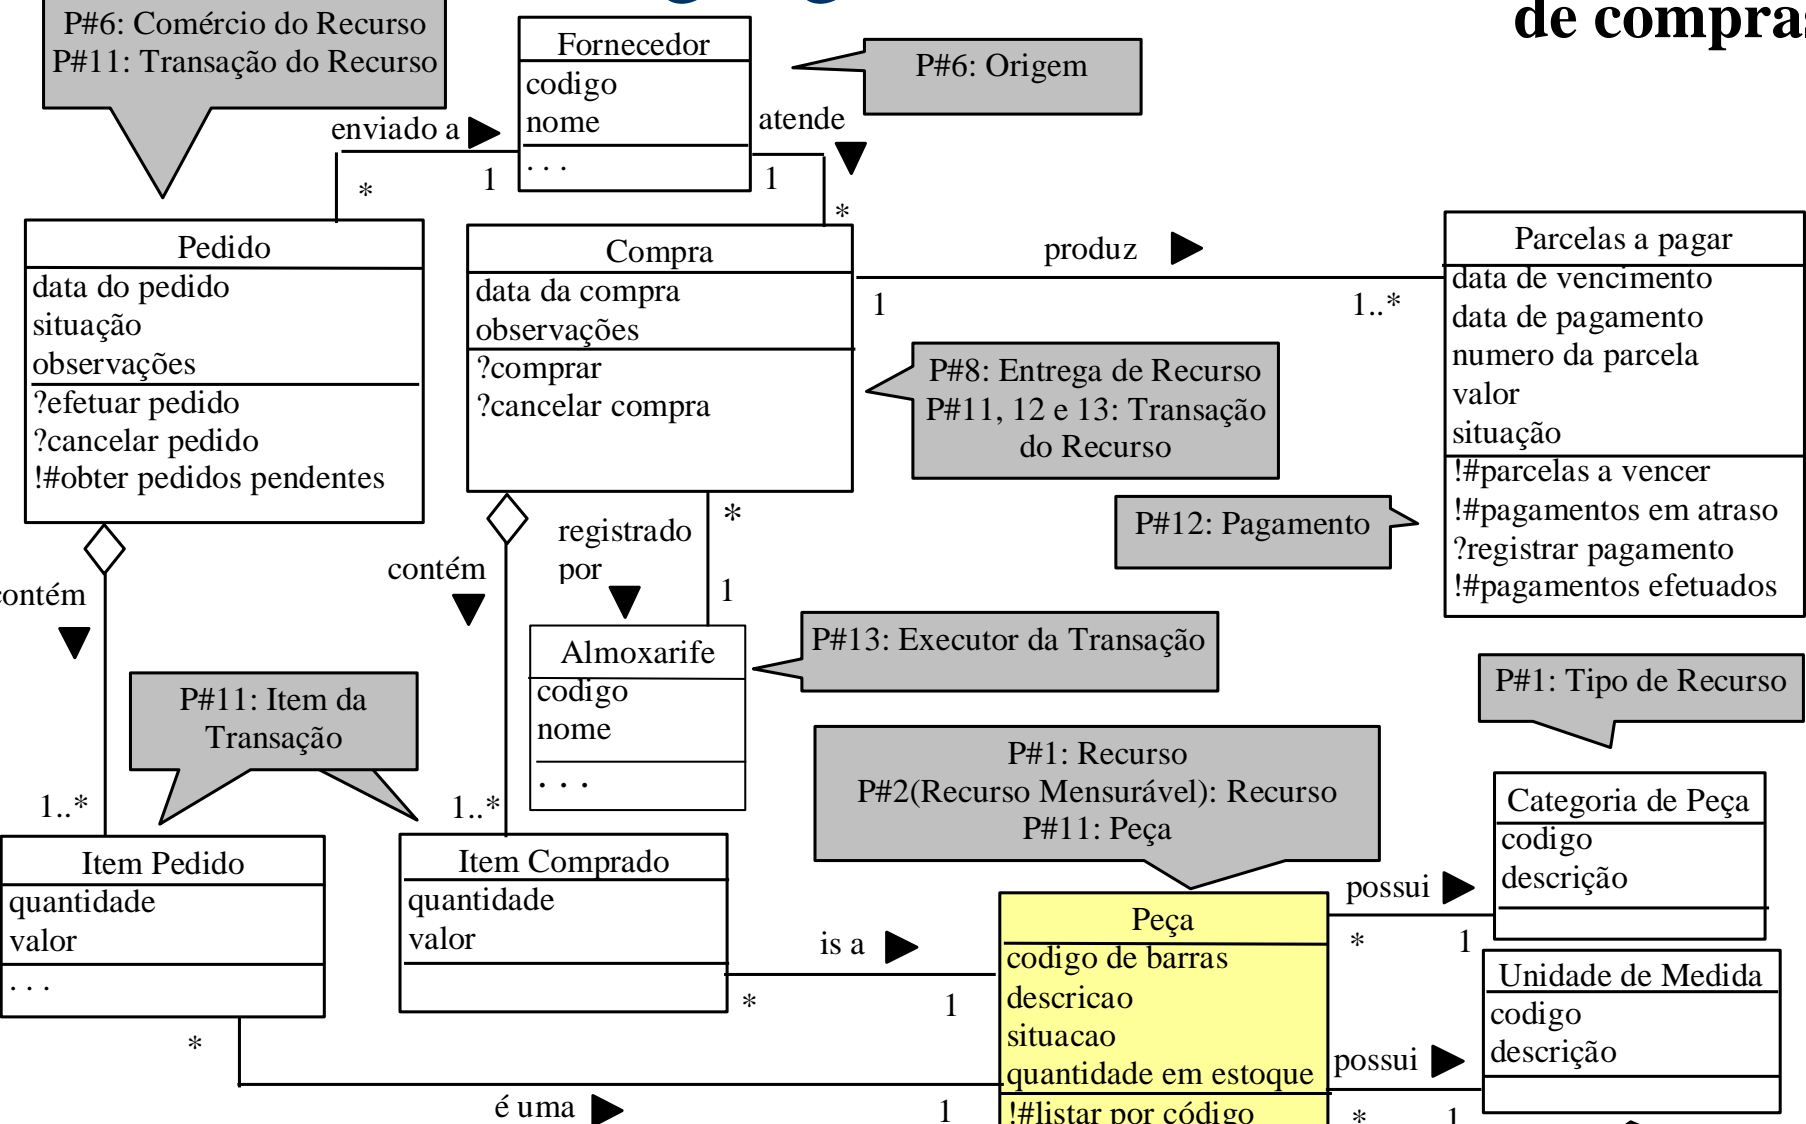 de compras
P#6: Comércio do Recurso
P#11: Transação do Recurso
Fornecedor
codigo
nome
. . .
P#6: Origem
enviado a
*
1
atende
1
*
Pedido
data do pedido
situação
observações
?efetuar pedido
?cancelar pedido
!#obter pedidos pendentes
Compra
data da compra
observações
?comprar
?cancelar compra
produz
1
1..*
Parcelas a pagar
data de vencimento
data de pagamento
numero da parcela
valor
situação
!#parcelas a vencer
!#pagamentos em atraso
?registrar pagamento
!#pagamentos efetuados
P#8: Entrega de Recurso
P#11, 12 e 13: Transação
do Recurso
P#12: Pagamento
contém
1..*
contém
1..*
registrado
por
*
1
Almoxarife
codigo
nome
. . .
P#13: Executor da Transação
P#11: Item da
Transação
P#1: Tipo de Recurso
P#1: Recurso
P#2(Recurso Mensurável): Recurso
P#11: Peça
Item Pedido
quantidade
valor
. . .
Item Comprado
quantidade
valor
is a
*
1
Peça
codigo de barras
descricao
situacao
quantidade em estoque
!#listar por código
possui
*
1
Categoria de Peça
codigo
descrição
Unidade de Medida
codigo
descrição
possui
*
1
*
é uma
1